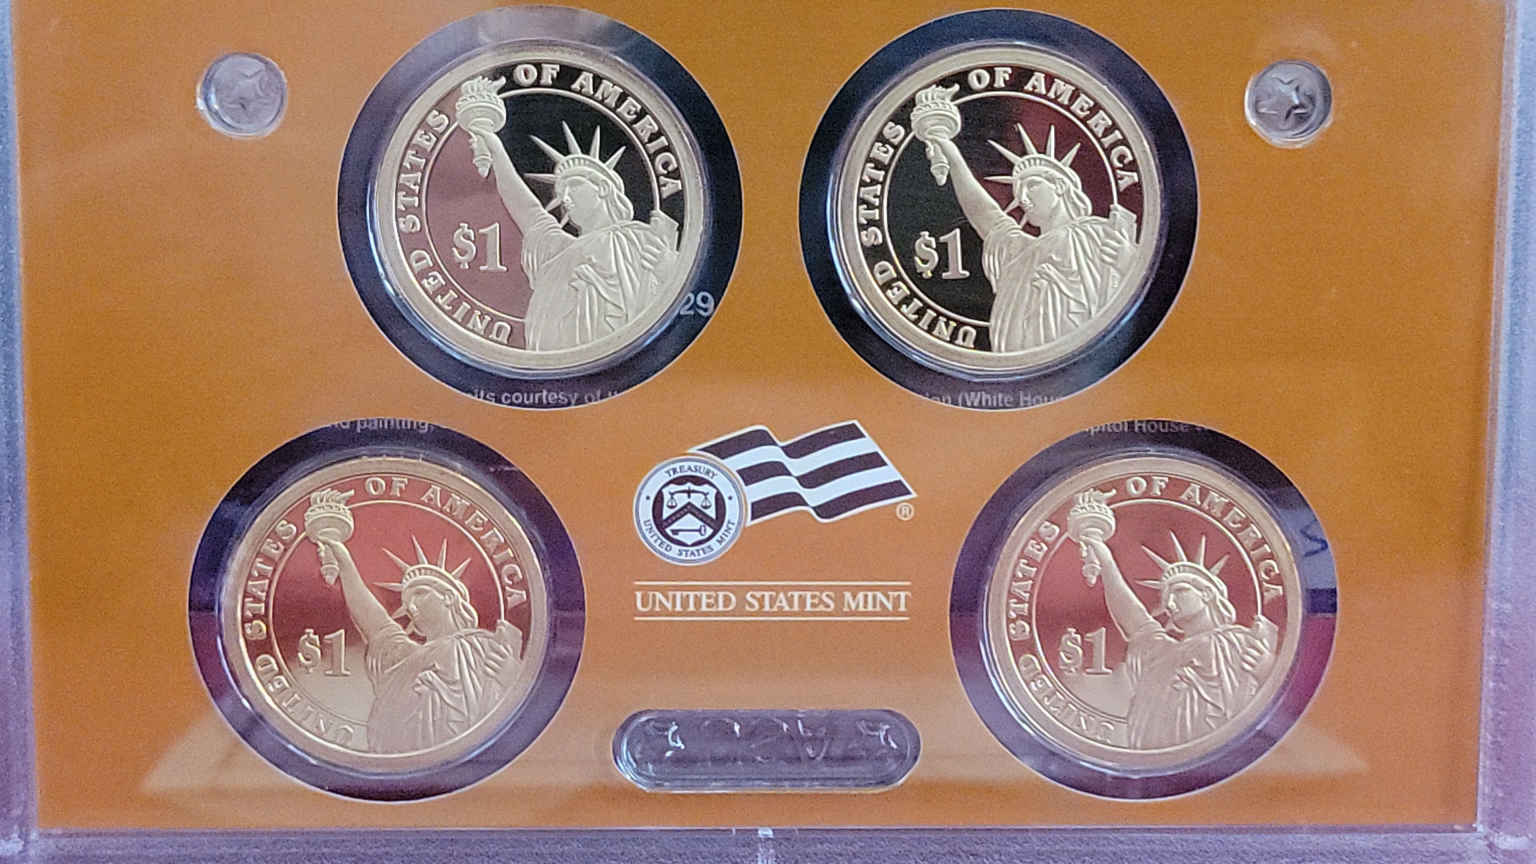 UNITED STATES OF AMERICA
$1
UNITED STATES OF AMERICA
$1
29
courtesy of
(White
painting,
House
TREASURY
UNITED STATES MINT
®
UNITED STATES MINT
UNITED STATES OF AMERICA
$1
UNITED STATES OF AMERICA
$1